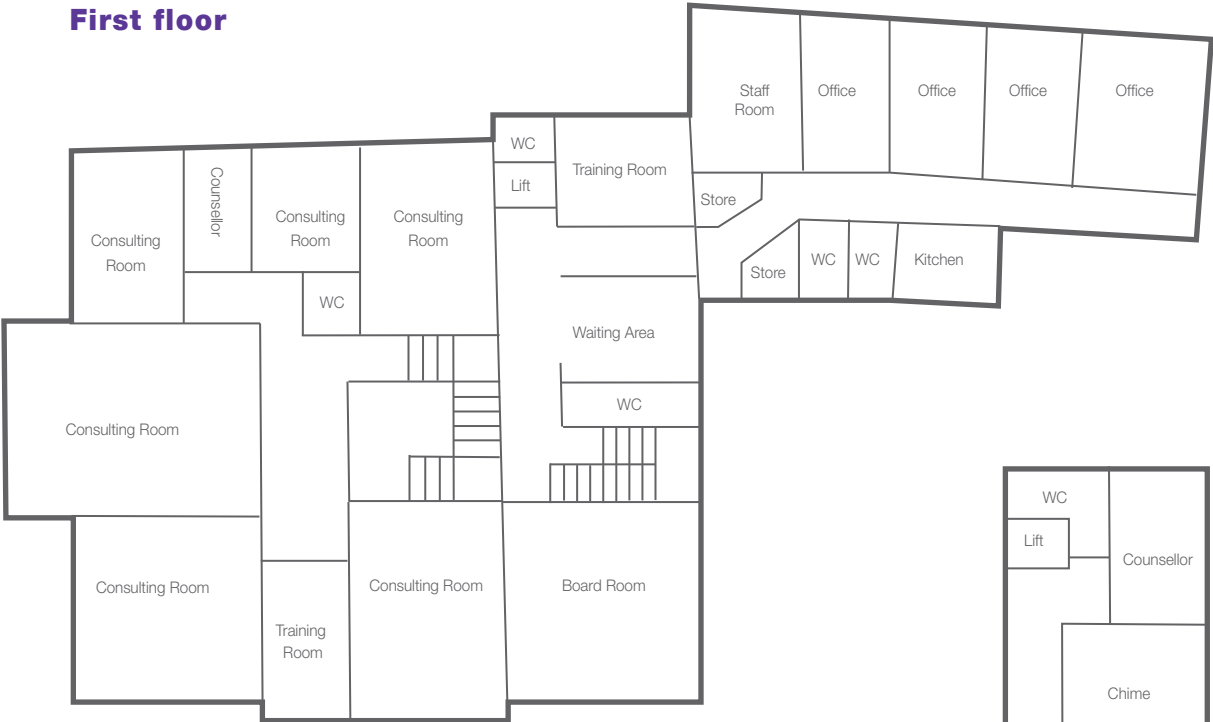 First floor
Staff
Room
Office
Office
Office
Office
WC
Training Room
Lift
Store
Counsellor
Consulting
Room
Consulting
Room
Consulting
Room
WC
Store
WC
WC
Kitchen
Waiting Area
WC
Consulting Room
Consulting Room
Training
Room
Consulting Room
Board Room
WC
Lift
Counsellor
Chime